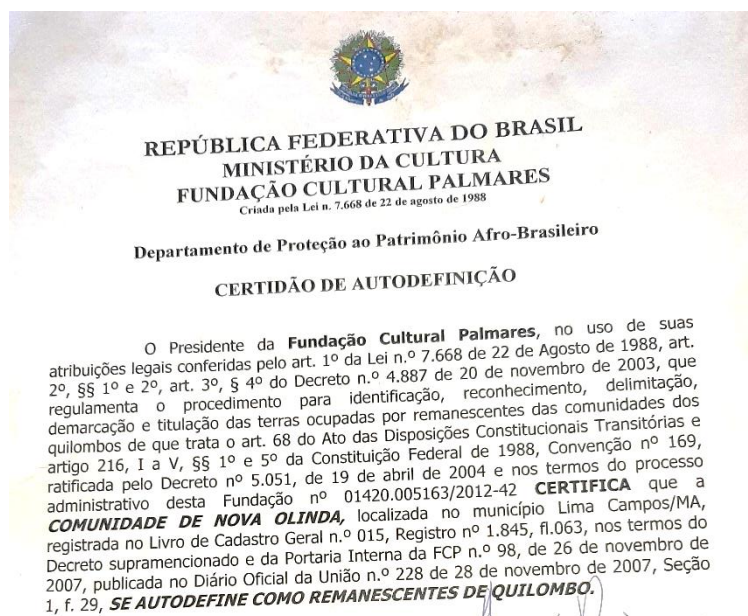 REPÚBLICA FEDERATIVA DO BRASIL
MINISTÉRIO DA CULTURA
FUNDAÇÃO CULTURAL PALMARES
Criada pela Lei n. 7.668 de 22 de agosto de 1988
Departamento de Proteção ao Patrimônio Afro-Brasileiro
CERTIDÃO DE AUTODEFINIÇÃO
O Presidente da Fundação Cultural Palmares, no uso de suas
atribuições legais conferidas pelo art. 1º da Lei n.º 7.668 de 22 de Agosto de 1988, art.
2º, §§ 1º e 2º, art. 3º, § 4º do Decreto n.º 4.887 de 20 de novembro de 2003, que
regulamenta o procedimento para identificação, reconhecimento, delimitação,
demarcação e titulação das terras ocupadas por remanescentes das comunidades dos
quilombos de que trata o art. 68 do Ato das Disposições Constitucionais Transitórias e
artigo 216, I a V, §§ 1º e 5º da Constituição Federal de 1988, Convenção nº 169,
ratificada pelo Decreto nº 5.051, de 19 de abril de 2004 e nos termos do processo
administrativo desta Fundação nº 01420.005163/2012-42 CERTIFICA que a
COMUNIDADE DE NOVA OLINDA, localizada no município Lima Campos/MA,
registrada no Livro de Cadastro Geral n.º 015, Registro nº 1.845, fl.063, nos termos do
Decreto supramencionado e da Portaria Interna da FCP n.º 98, de 26 de novembro de
2007, publicada no Diário Oficial da União n.º 228 de 28 de novembro de 2007, Seção
1, f. 29, SE AUTODEFINE COMO REMANESCENTES DE QUILOMBO.